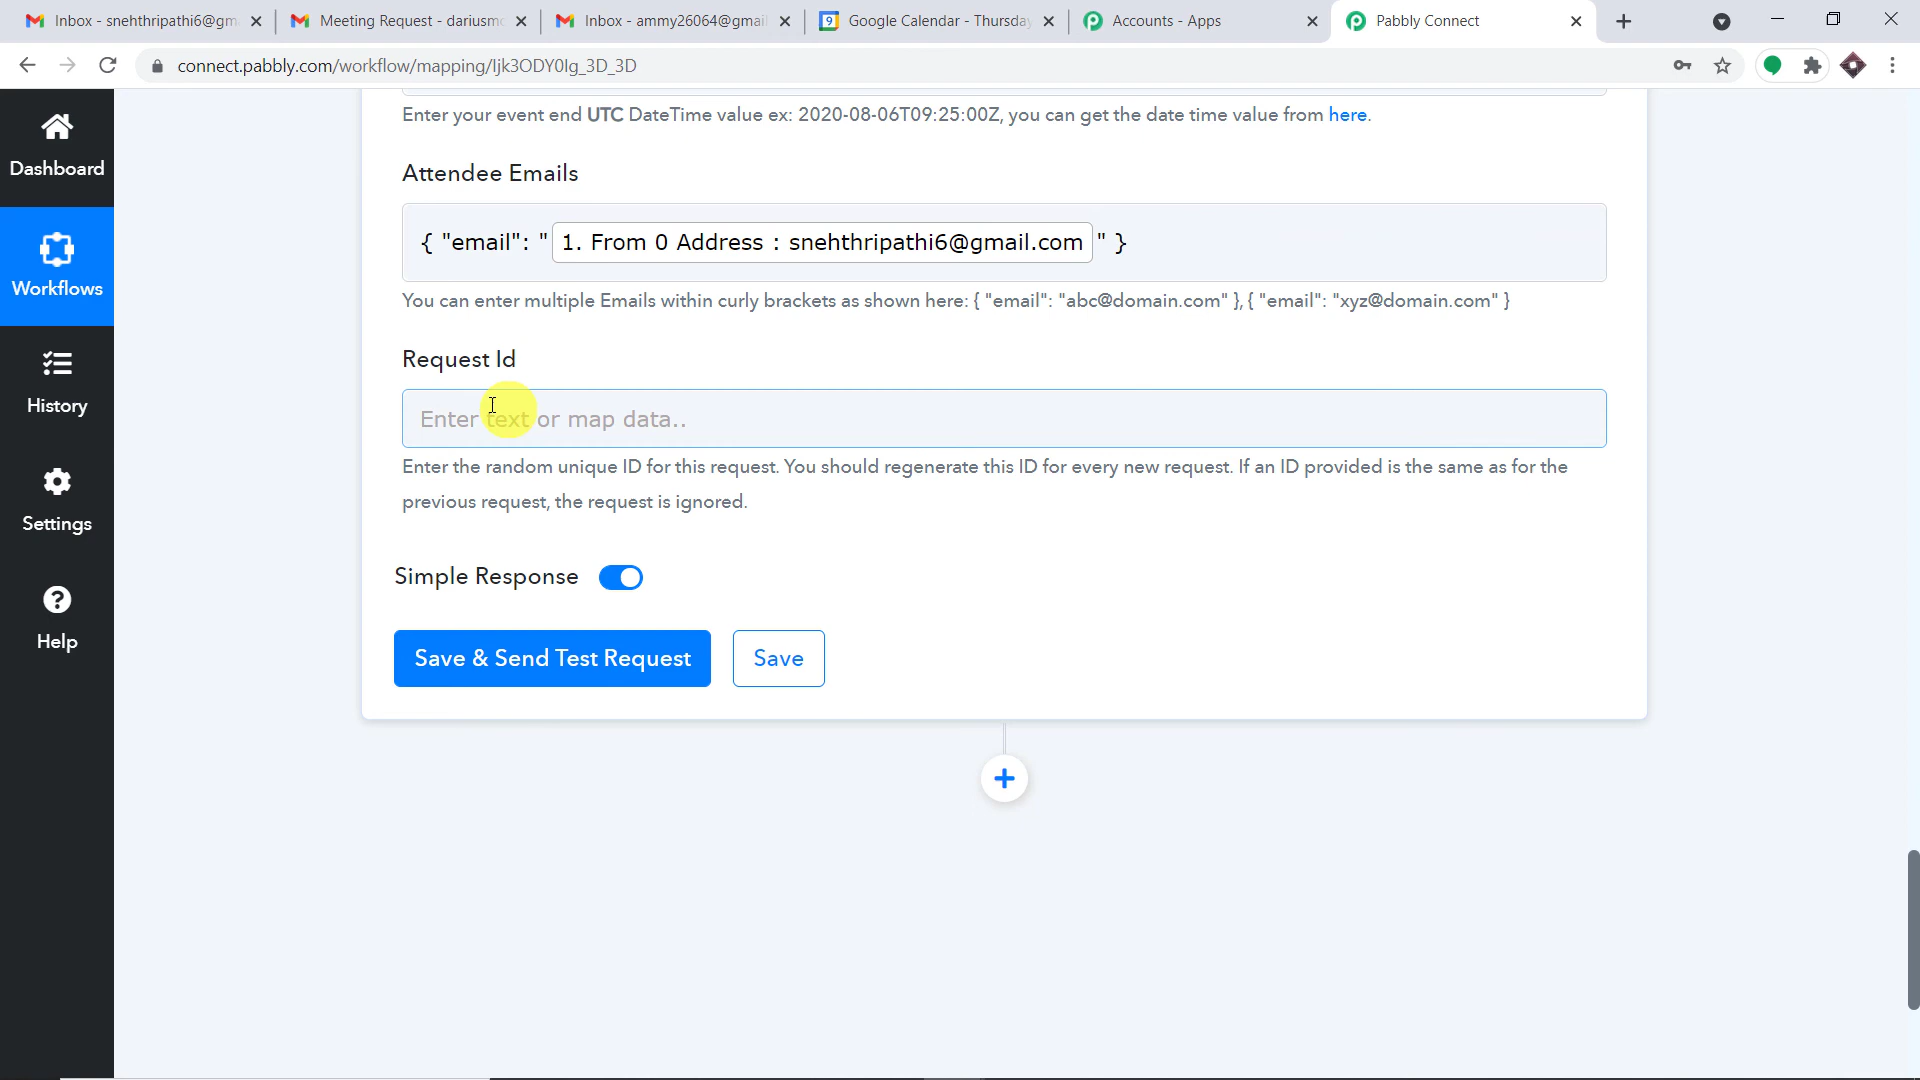 Inbox - snehthripathi6@gm
Meeting Request - dariusmo
Inbox - ammy26064@gmail
Google Calendar - Thursday
Accounts - Apps
Pabbly Connect
connect.pabbly.com/workflow/mapping/Ijk3ODY0Ig_3D_3D
Dashboard
Workflows
History
Settings
Help
Enter your event end UTC DateTime value ex: 2020-08-06T09:25:00Z, you can get the date time value from here.
Attendee Emails
{ "email": "1. From 0 Address : snehthripathi6@gmail.com" }
You can enter multiple Emails within curly brackets as shown here: { "email": "abc@domain.com" }, { "email": "xyz@domain.com" }
Request Id
Enter text or map data..
Enter the random unique ID for this request. You should regenerate this ID for every new request. If an ID provided is the same as for the
previous request, the request is ignored.
Simple Response
Save & Send Test Request
Save